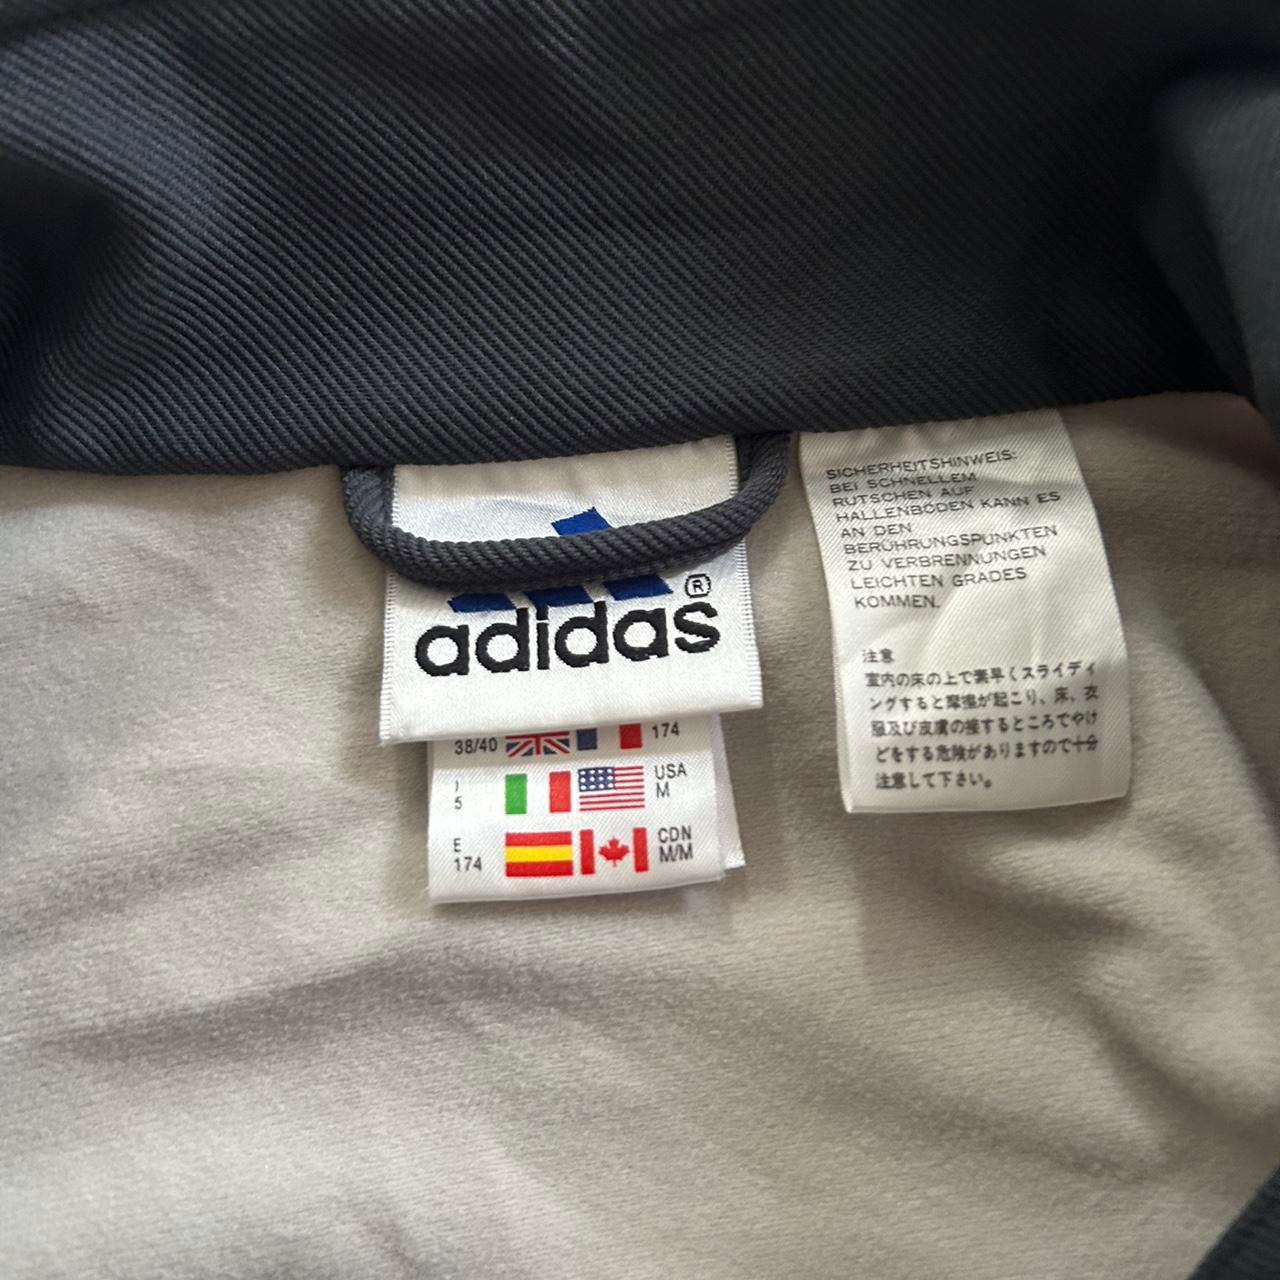 adidas®
38/40 174
I
5
USA
M
E
174
CDN
M/M
SICHERHEITSHINWEIS:
BEI SCHNELLEM
RUTSCHEN AUF
HALLENBÖDEN KANN ES
AN DEN
BERÜHRUNGSPUNKTEN
ZU VERBRENNUNGEN
LEICHTEN GRADES
KOMMEN.
注意
室内の床の上で素早くスライディ
ングすると摩擦が起こり、床、衣
服及び皮膚の接するところでやけ
どをする危険がありますので十分
注意して下さい。